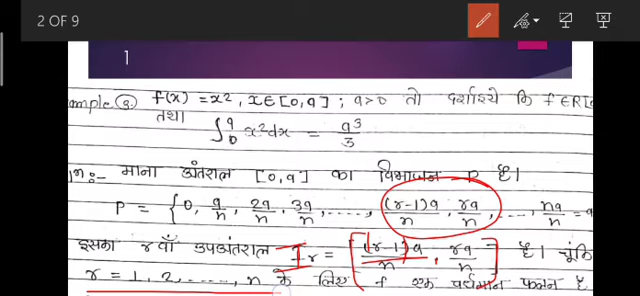 2 OF 9
1
ample ③. f(x) = x², x∈[0,a] ; a>0 तो दर्शाइये कि f∈R[
तथा
∫₀ᵃ x²dx = a³/3
n:- माना अंतराल [0,a] का विभाजन P है।
P = { 0, a/n, 2a/n, 3a/n, ...., (r-1)a/n, ra/n, ..., na/n = a
इसका rवाँ उपअंतराल Iᵣ = [ (r-1)a/n , ra/n ] है। चूंकि
r = 1, 2, ....., n के लिए f एक वर्धमान फलन है